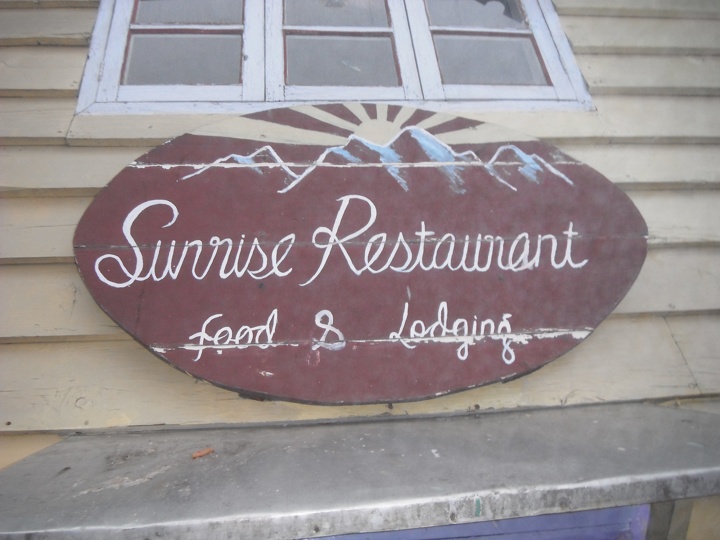 Sunrise Restaurant
Food & Lodging